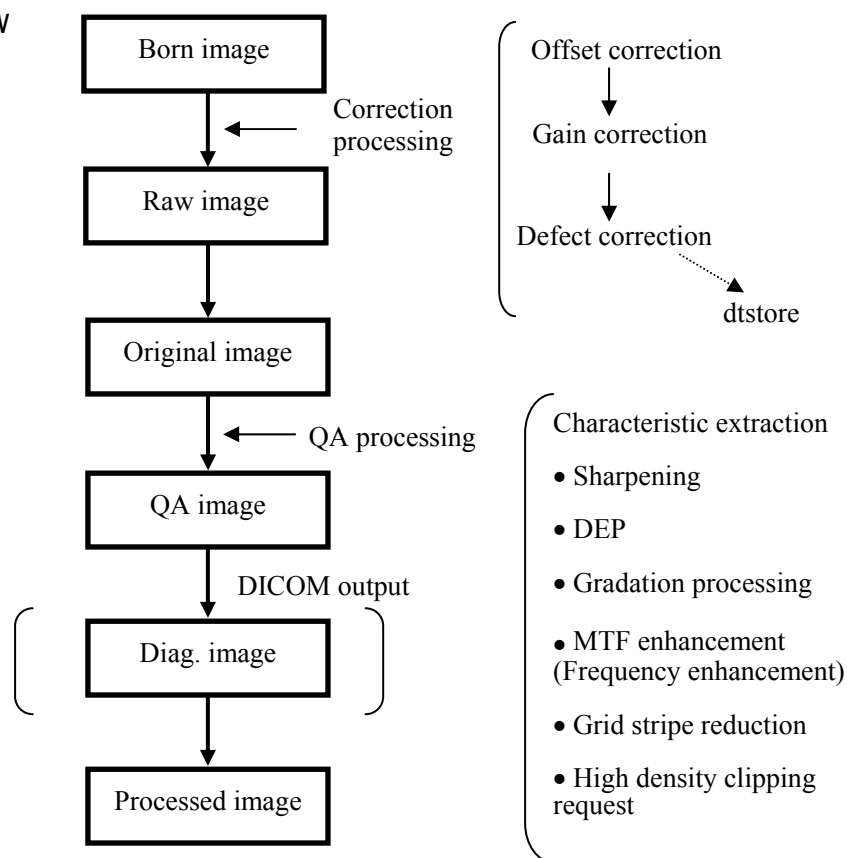 w
Born image
Correction
processing
Raw image
Original image
QA processing
QA image
DICOM output
Diag. image
Processed image
Offset correction
Gain correction
Defect correction
dtstore
Characteristic extraction
• Sharpening
• DEP
• Gradation processing
• MTF enhancement
(Frequency enhancement)
• Grid stripe reduction
• High density clipping
request